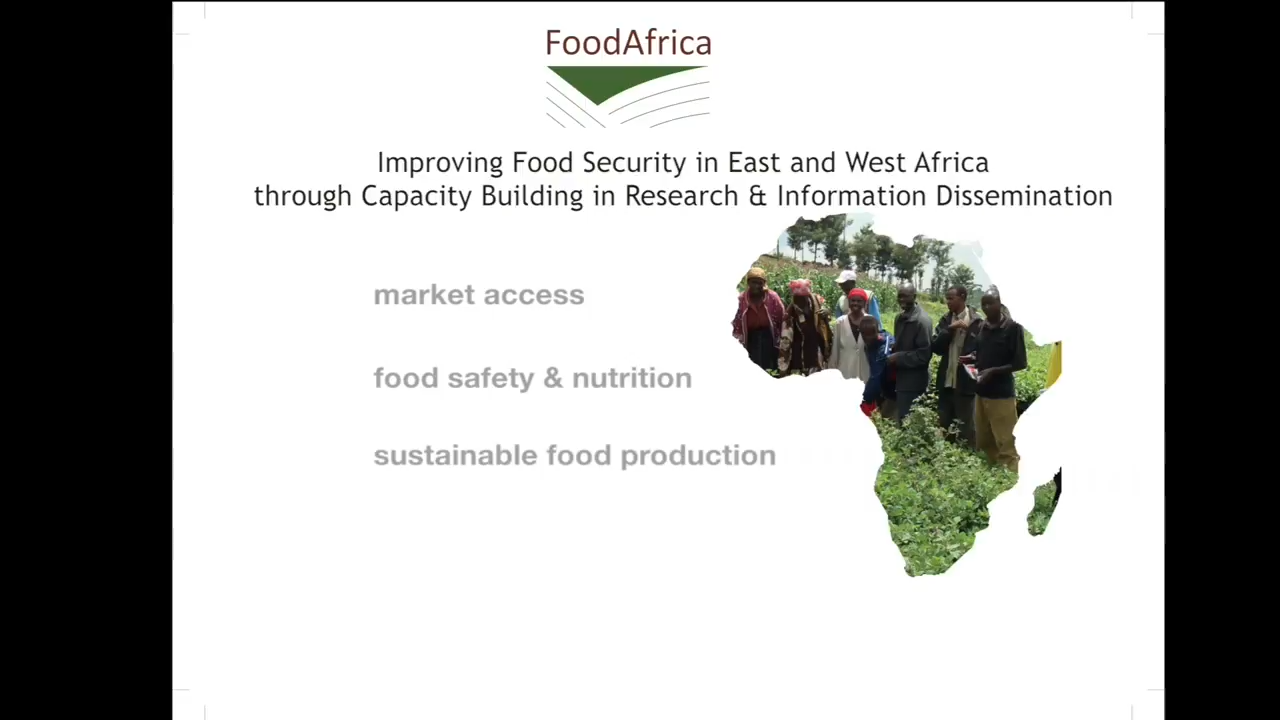 FoodAfrica
Improving Food Security in East and West Africa
through Capacity Building in Research & Information Dissemination
market access
food safety & nutrition
sustainable food production